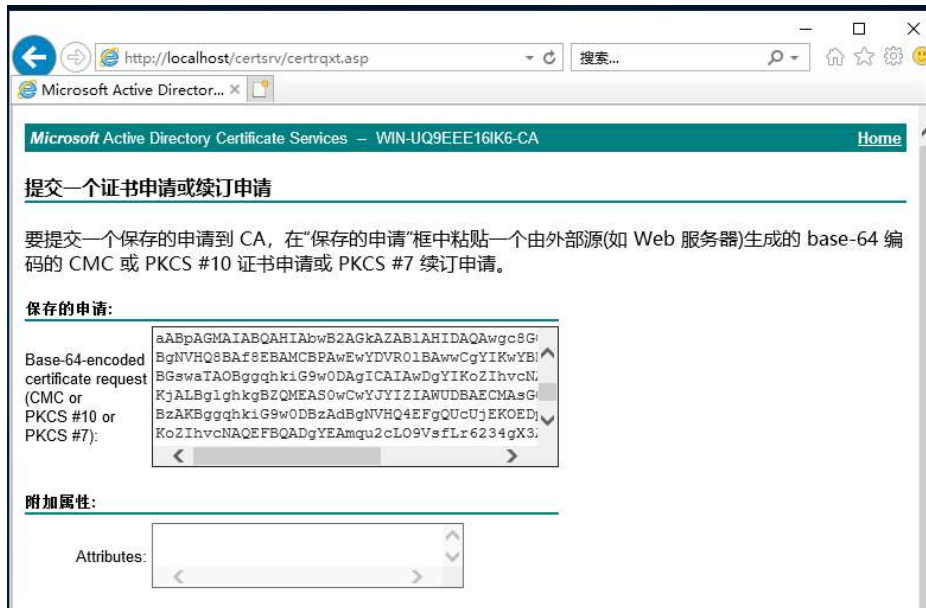 http://localhost/certsrv/certrqxt.asp
搜索...
Microsoft Active Director...
Microsoft Active Directory Certificate Services -- WIN-UQ9EEE16IK6-CA
Home
提交一个证书申请或续订申请
要提交一个保存的申请到 CA，在“保存的申请”框中粘贴一个由外部源(如 Web 服务器)生成的 base-64 编
码的 CMC 或 PKCS #10 证书申请或 PKCS #7 续订申请。
保存的申请:
Base-64-encoded
certificate request
(CMC or
PKCS #10 or
PKCS #7):
aABpAGMAIABQAHIAbwB2AGkAZABlAHIDAQAwgc8G
BgNVHQ8BAf8EBAMCBPAwEwYDVR0lBAwwCgYIKwYB
BGswaTAOBggqhkiG9w0DAgICAIAwDgYIKoZIhvcN
KjALBglghkgBZQMEAS0wCwYJYIZIAWUDBAECMAsG
BzAKBggqhkiG9w0DBzAdBgNVHQ4EFgQUcUjEKOED
KoZIhvcNAQEFBQADgYEAmqu2cLO9VsfLr6234gX3
附加属性:
Attributes: